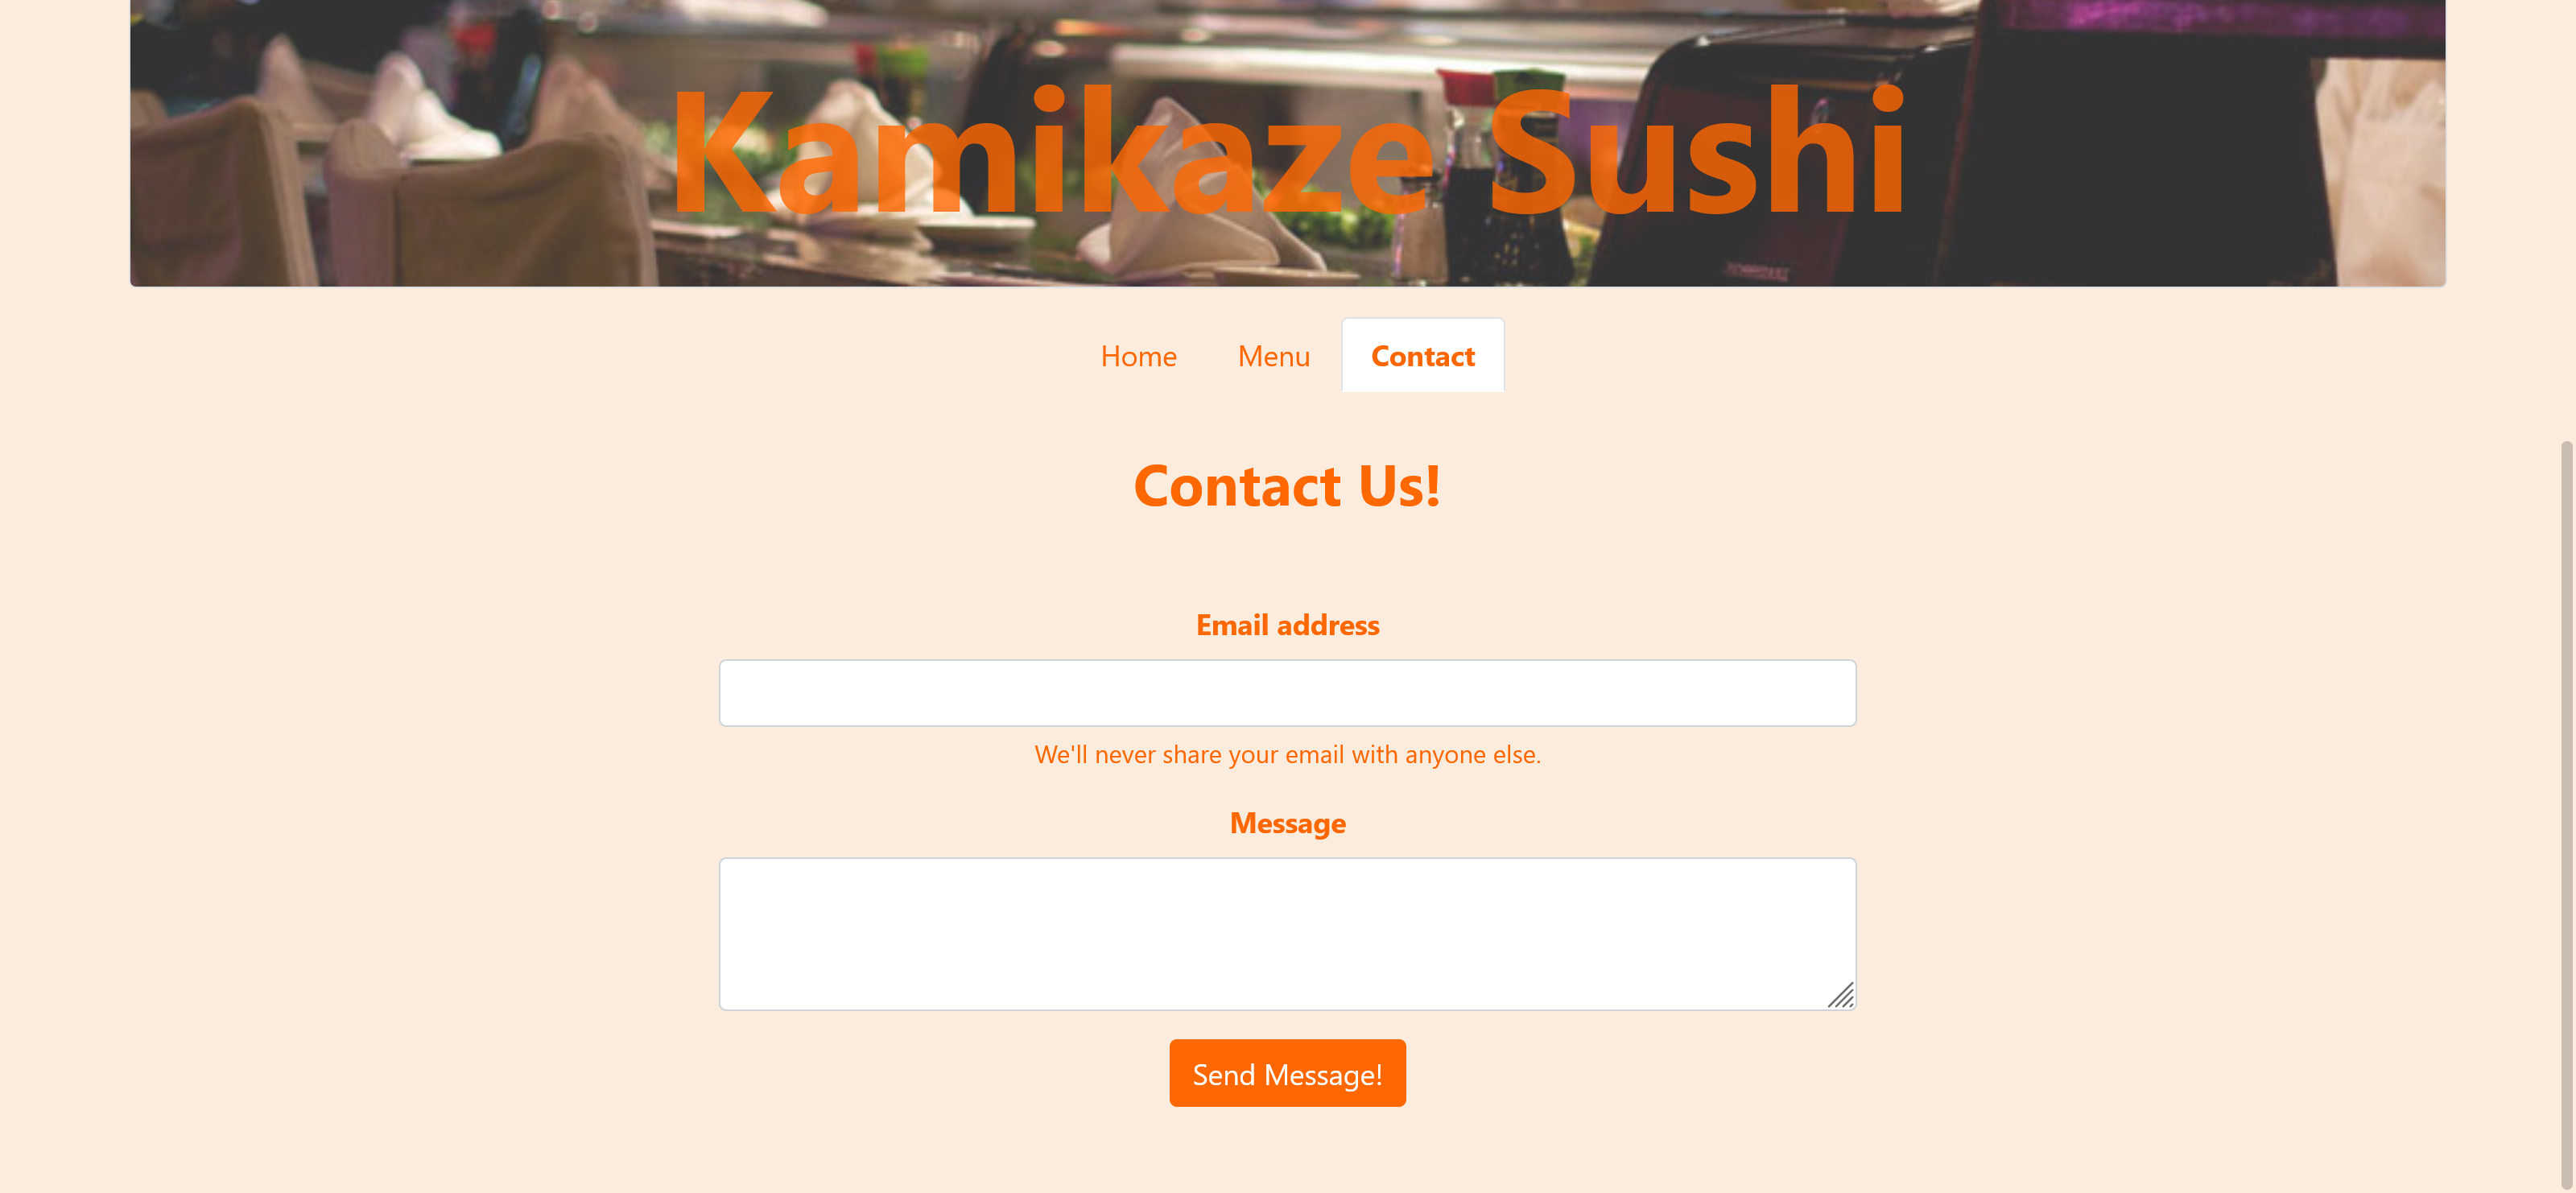 Kamikaze Sushi
Home Menu Contact
Contact Us!
Email address
We'll never share your email with anyone else.
Message
Send Message!